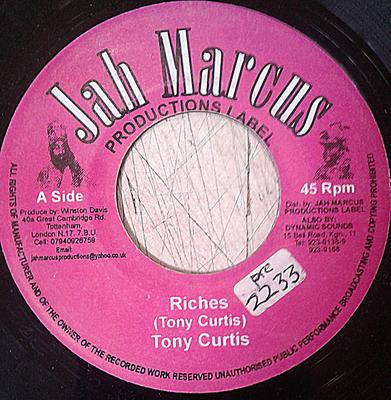 Jah Marcus
PRODUCTIONS LABEL
A Side
Produce by: Winston Davis
40a Great Cambridge Rd.
Tottenham,
London N.17. 7.B.U.
Cell: 07940926759
Email:
jahmarcusproductions@yahoo.co.uk
45 Rpm
Dist. by: JAH MARCUS
PRODUCTIONS LABEL
ALSO BY:
DYNAMIC SOUNDS
15 Bell Road, Kgn. 11
Tel: 923-9138-9
923-9168
PRE
2233
Riches
(Tony Curtis)
Tony Curtis
ALL RIGHTS OF MANUFACTURER AND OF THE OWNER OF THE RECORDED WORK RESERVED UNAUTHORISED PUBLIC PERFORMANCE BROADCASTING AND COPYING PROHIBITED